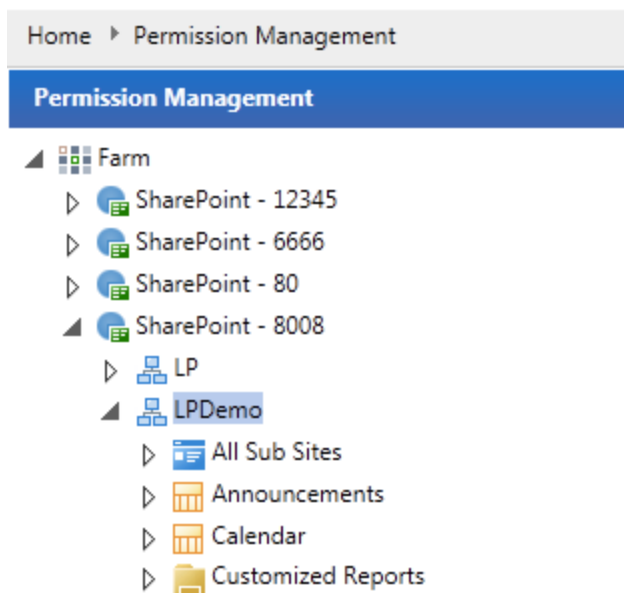 Home Permission Management
Permission Management
Farm
SharePoint - 12345
SharePoint - 6666
SharePoint - 80
SharePoint - 8008
LP
LPDemo
All Sub Sites
Announcements
Calendar
Customized Reports